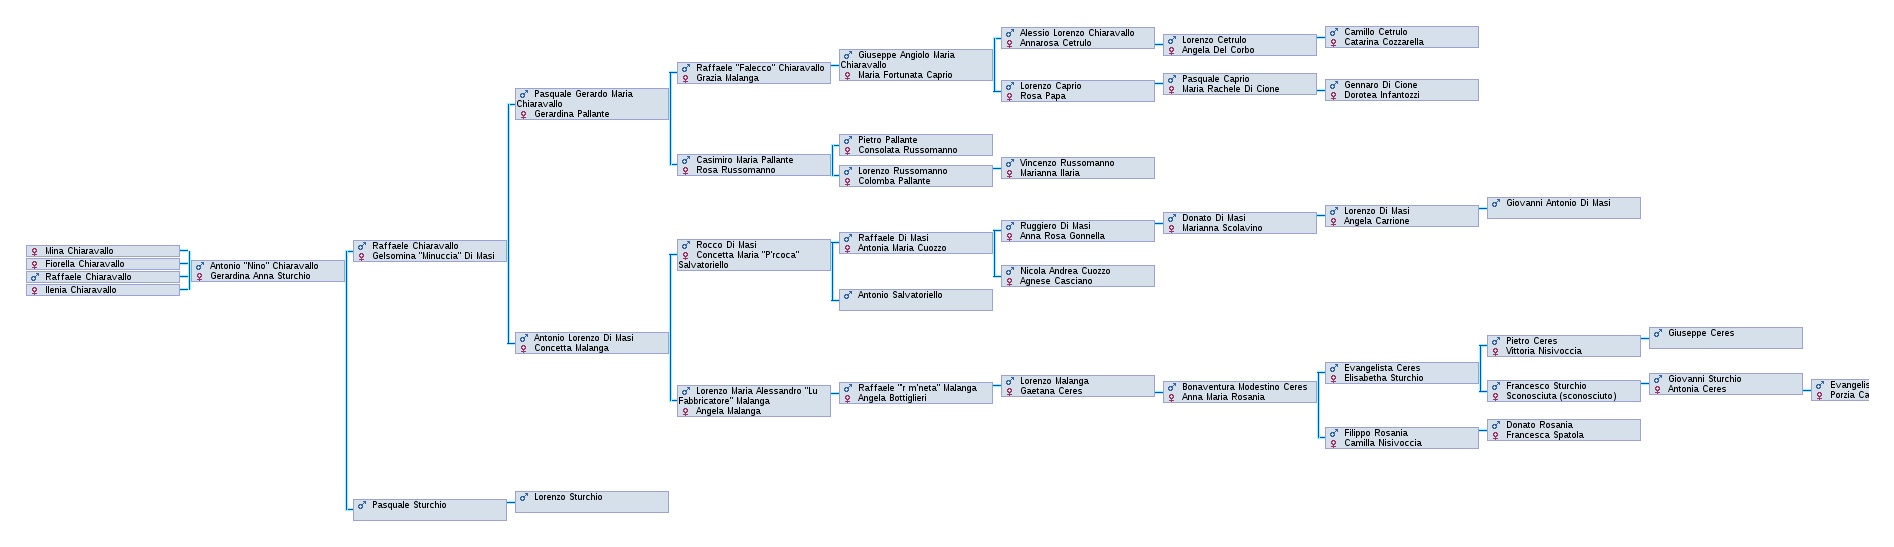 Mina Chiaravallo
Fiorella Chiaravallo
Raffaele Chiaravallo
Ilenia Chiaravallo
Antonio "Nino" Chiaravallo
Gerardina Anna Sturchio
Raffaele Chiaravallo
Gelsomina "Minuccia" Di Masi
Pasquale Sturchio
Pasquale Gerardo Maria
Chiaravallo
Gerardina Pallante
Antonio Lorenzo Di Masi
Concetta Malanga
Lorenzo Sturchio
Raffaele "Falecco" Chiaravallo
Grazia Malanga
Casimiro Maria Pallante
Rosa Russomanno
Rocco Di Masi
Concetta Maria "P'rcoca"
Salvatoriello
Lorenzo Maria Alessandro "Lu
Fabbricatore" Malanga
Angela Malanga
Giuseppe Angiolo Maria
Chiaravallo
Maria Fortunata Caprio
Pietro Pallante
Consolata Russomanno
Lorenzo Russomanno
Colomba Pallante
Raffaele Di Masi
Antonia Maria Cuozzo
Antonio Salvatoriello
Raffaele "'r m'neta" Malanga
Angela Bottiglieri
Alessio Lorenzo Chiaravallo
Annarosa Cetrulo
Lorenzo Caprio
Rosa Papa
Vincenzo Russomanno
Marianna Ilaria
Ruggiero Di Masi
Anna Rosa Gonnella
Nicola Andrea Cuozzo
Agnese Casciano
Lorenzo Malanga
Gaetana Ceres
Lorenzo Cetrulo
Angela Del Corbo
Pasquale Caprio
Maria Rachele Di Cione
Donato Di Masi
Marianna Scolavino
Bonaventura Modestino Ceres
Anna Maria Rosania
Camillo Cetrulo
Catarina Cozzarella
Gennaro Di Cione
Dorotea Infantozzi
Lorenzo Di Masi
Angela Carrione
Evangelista Ceres
Elisabetha Sturchio
Filippo Rosania
Camilla Nisivoccia
Giovanni Antonio Di Masi
Pietro Ceres
Vittoria Nisivoccia
Francesco Sturchio
Sconosciuta (sconosciuto)
Donato Rosania
Francesca Spatola
Giuseppe Ceres
Giovanni Sturchio
Antonia Ceres
Evangelis
Porzia Ca